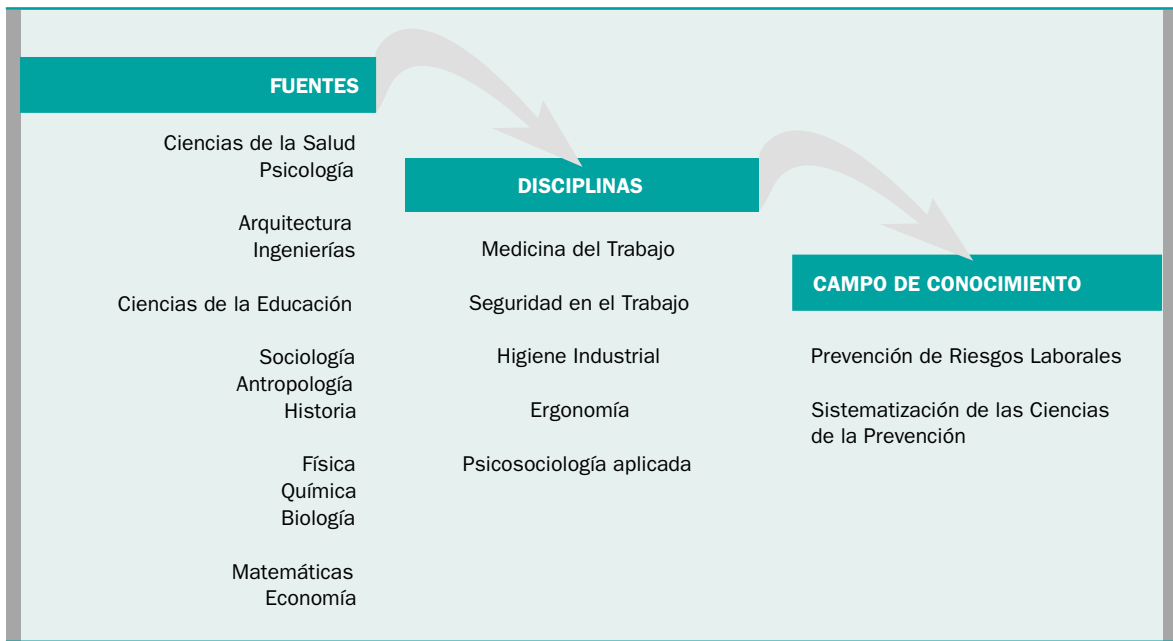 FUENTES
Ciencias de la Salud
Psicología
Arquitectura
Ingenierías
Ciencias de la Educación
Sociología
Antropología
Historia
Física
Química
Biología
Matemáticas
Economía
DISCIPLINAS
Medicina del Trabajo
Seguridad en el Trabajo
Higiene Industrial
Ergonomía
Psicosociología aplicada
CAMPO DE CONOCIMIENTO
Prevención de Riesgos Laborales
Sistematización de las Ciencias
de la Prevención